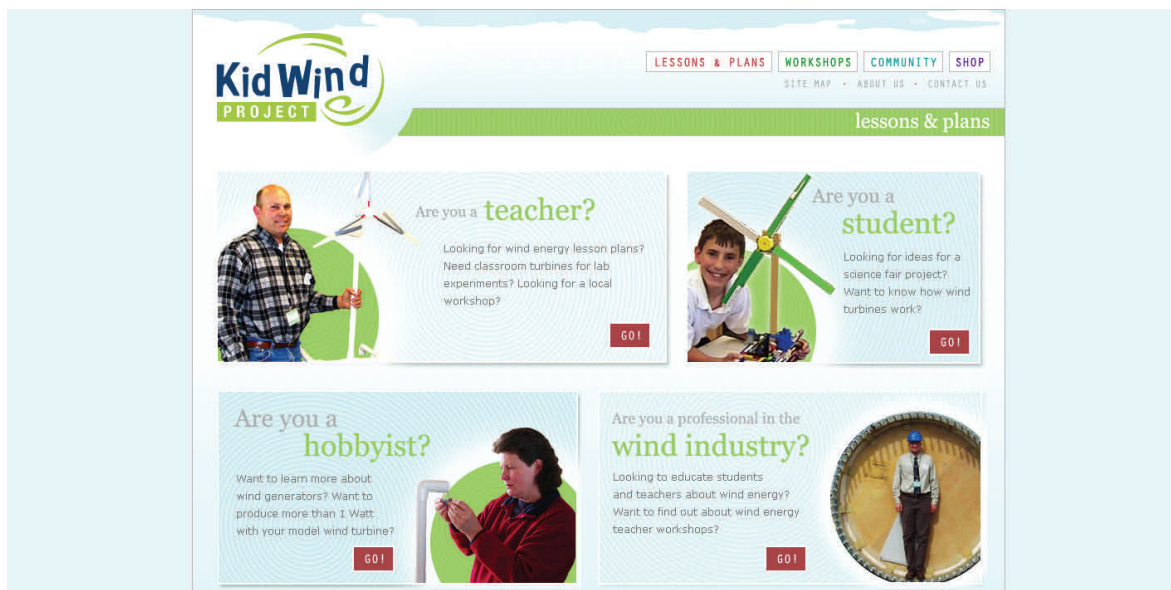 Kid Wind
PROJECT
LESSONS & PLANS WORKSHOPS COMMUNITY SHOP
SITE MAP - ABOUT US - CONTACT US
lessons & plans
Are you a teacher?
Looking for wind energy lesson plans?
Need classroom turbines for lab
experiments? Looking for a local
workshop?
GO!
Are you a
student?
Looking for ideas for a
science fair project?
Want to know how wind
turbines work?
GO!
Are you a
hobbyist?
Want to learn more about
wind generators? Want to
produce more than 1 Watt
with your model wind turbine?
GO!
Are you a professional in the
wind industry?
Looking to educate students
and teachers about wind energy?
Want to find out about wind energy
teacher workshops?
GO!